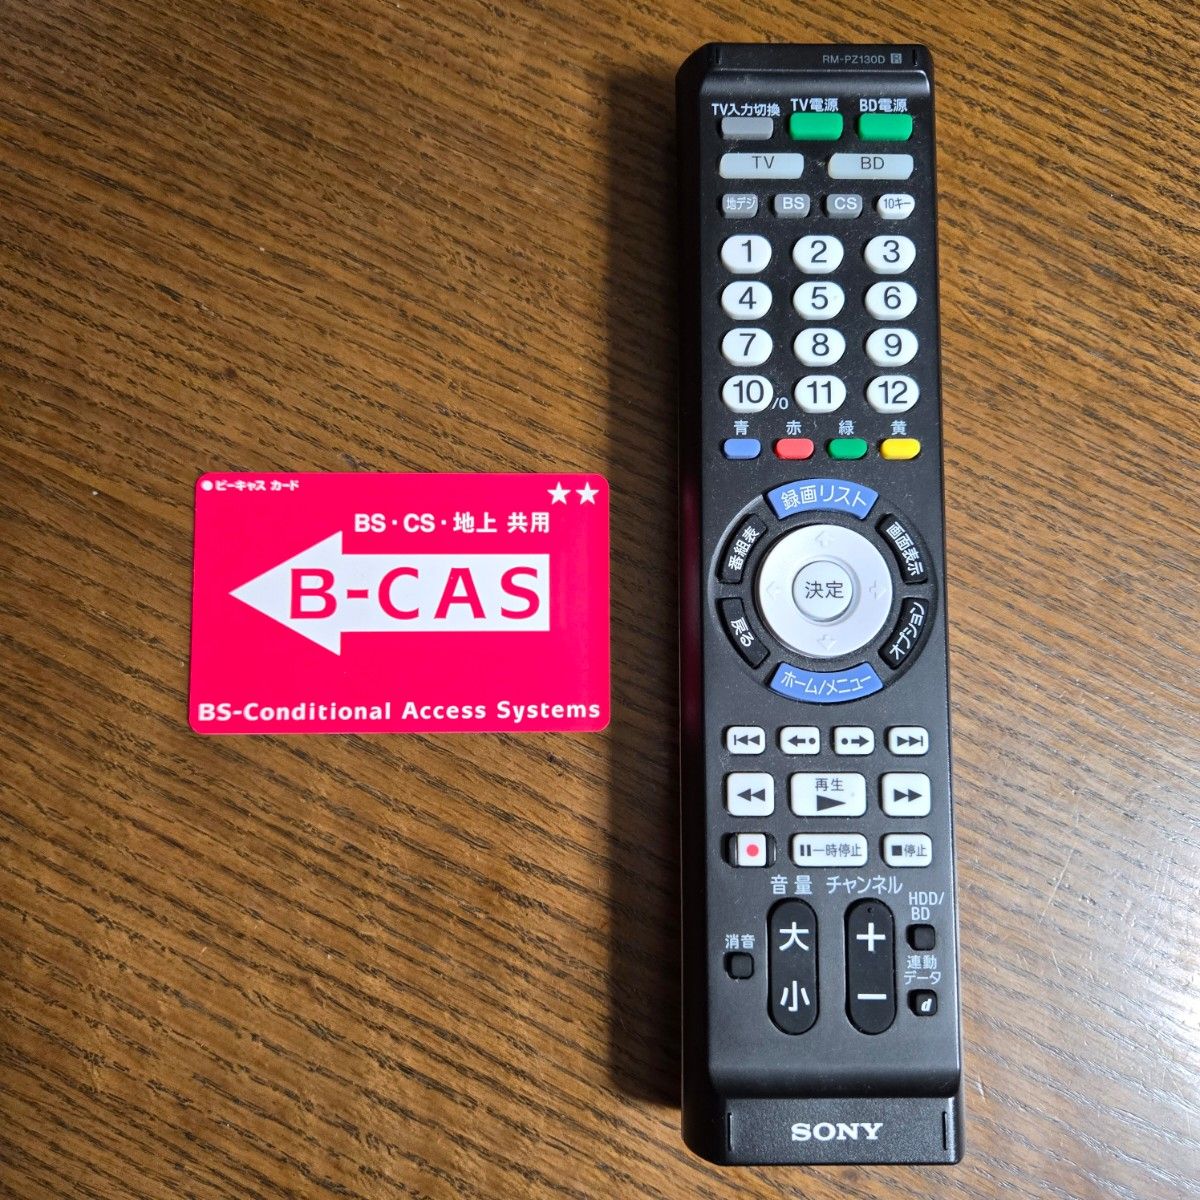 ビーキャス カード
★★
BS・CS・地上 共用
B-CAS
BS-Conditional Access Systems
RM-PZ130D R
TV入力切換 TV電源 BD電源
TV BD
地デジ BS CS 10キー
1 2 3
4 5 6
7 8 9
10/0 11 12
青 赤 緑 黄
録画リスト
番組表 画面表示
決定
戻る オプション
ホーム/メニュー
再生
一時停止 停止
音量 チャンネル
HDD/
BD
大 +
消音
連動
データ
小 −
d
SONY